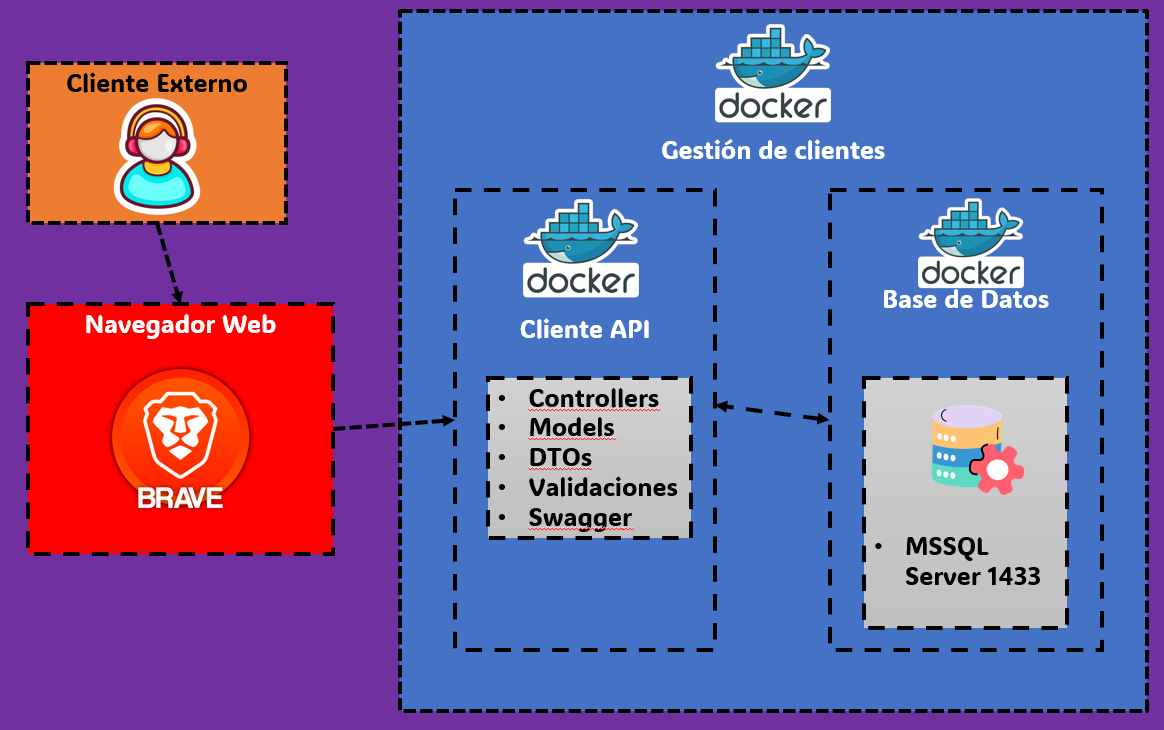 Cliente Externo
Navegador Web
BRAVE
docker
Gestión de clientes
docker
Cliente API
• Controllers
• Models
• DTOs
• Validaciones
• Swagger
docker
Base de Datos
• MSSQL
Server 1433